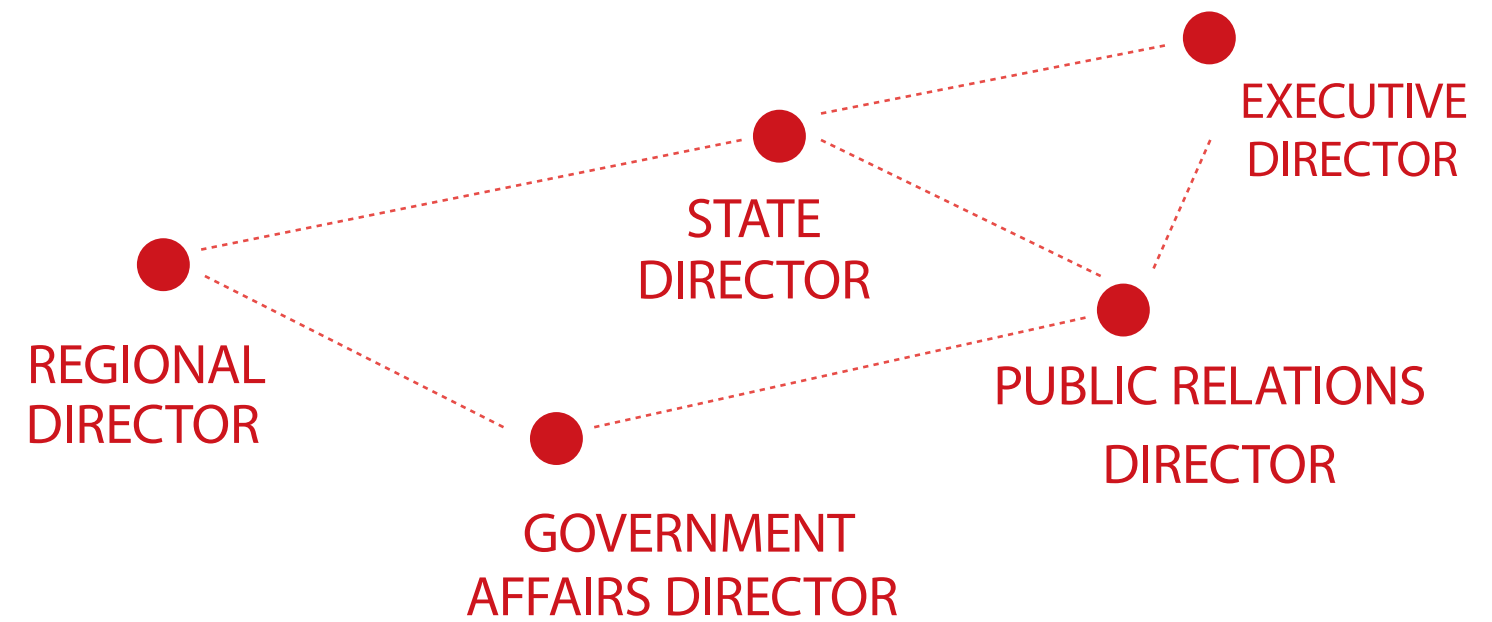 EXECUTIVE
DIRECTOR
STATE
DIRECTOR
REGIONAL
DIRECTOR
PUBLIC RELATIONS
DIRECTOR
GOVERNMENT
AFFAIRS DIRECTOR